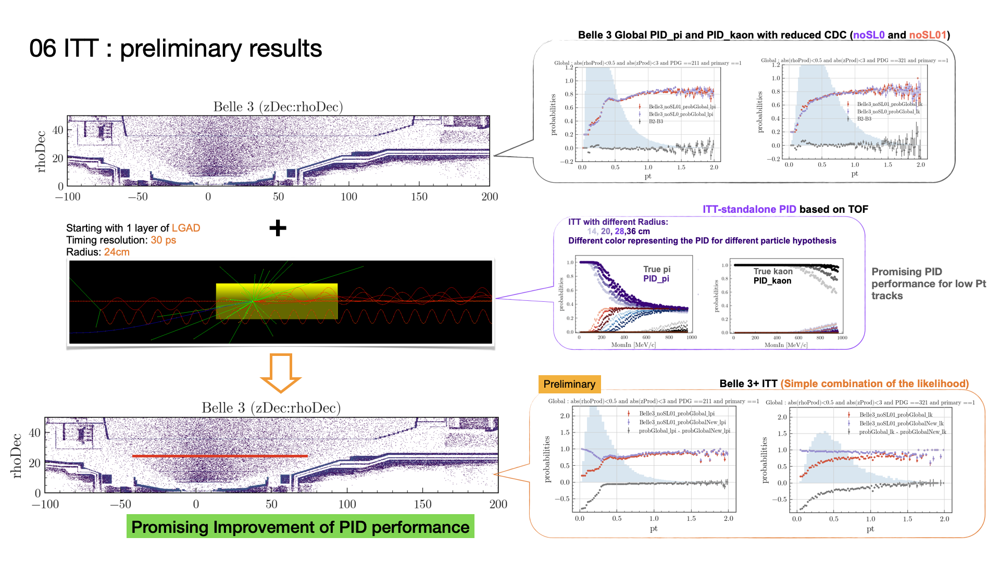 06 ITT : preliminary results
Belle 3 (zDec:rhoDec)
rhoDec
40
20
0
−100
−50
0
50
100
150
200
Starting with 1 layer of LGAD
Timing resolution: 30 ps
Radius: 24cm
+
Belle 3 (zDec:rhoDec)
rhoDec
40
20
0
−100
−50
0
50
100
150
200
Promising Improvement of PID performance
Belle 3 Global PID_pi and PID_kaon with reduced CDC (noSL0 and noSL01)
Global : abs(rhoProd)<0.5 and abs(zProd)<3 and PDG ==211 and primary ==1
probabilities
1.2
1.0
0.8
0.6
0.4
0.2
0.0
−0.2
Belle3_noSL01_probGlobal_lpi
Belle3_noSL0_probGlobal_lpi
B2-B3
0.0
0.5
1.0
1.5
2.0
pt
Global : abs(rhoProd)<0.5 and abs(zProd)<3 and PDG ==321 and primary ==1
probabilities
1.2
1.0
0.8
0.6
0.4
0.2
0.0
−0.2
Belle3_noSL01_probGlobal_lk
Belle3_noSL0_probGlobal_lk
B2-B3
0.0
0.5
1.0
1.5
2.0
pt
ITT-standalone PID based on TOF
ITT with different Radius:
14, 20, 28,36 cm
Different color representing the PID for different particle hypothesis
probabilities
1.0
0.8
0.6
0.4
0.2
0.0
True pi
PID_pi
0
200
400
600
800
1000
MomIn [MeV/c]
probabilities
1.0
0.8
0.6
0.4
0.2
0.0
True kaon
PID_kaon
0
200
400
600
800
1000
MomIn [MeV/c]
Promising PID
performance for low Pt
tracks
Preliminary
Belle 3+ ITT (Simple combination of the likelihood)
Global : abs(rhoProd)<0.5 and abs(zProd)<3 and PDG ==211 and primary ==1
probabilities
2.0
1.5
1.0
0.5
0.0
−0.5
Belle3_noSL01_probGlobal_lpi
Belle3_noSL01_probGlobalNew_lpi
probGlobal_lpi - probGlobalNew_lpi
0.0
0.5
1.0
1.5
2.0
pt
Global : abs(rhoProd)<0.5 and abs(zProd)<3 and PDG ==321 and primary ==1
probabilities
2.0
1.5
1.0
0.5
0.0
−0.5
Belle3_noSL01_probGlobal_lk
Belle3_noSL01_probGlobalNew_lk
probGlobal_lk - probGlobalNew_lk
0.0
0.5
1.0
1.5
2.0
pt